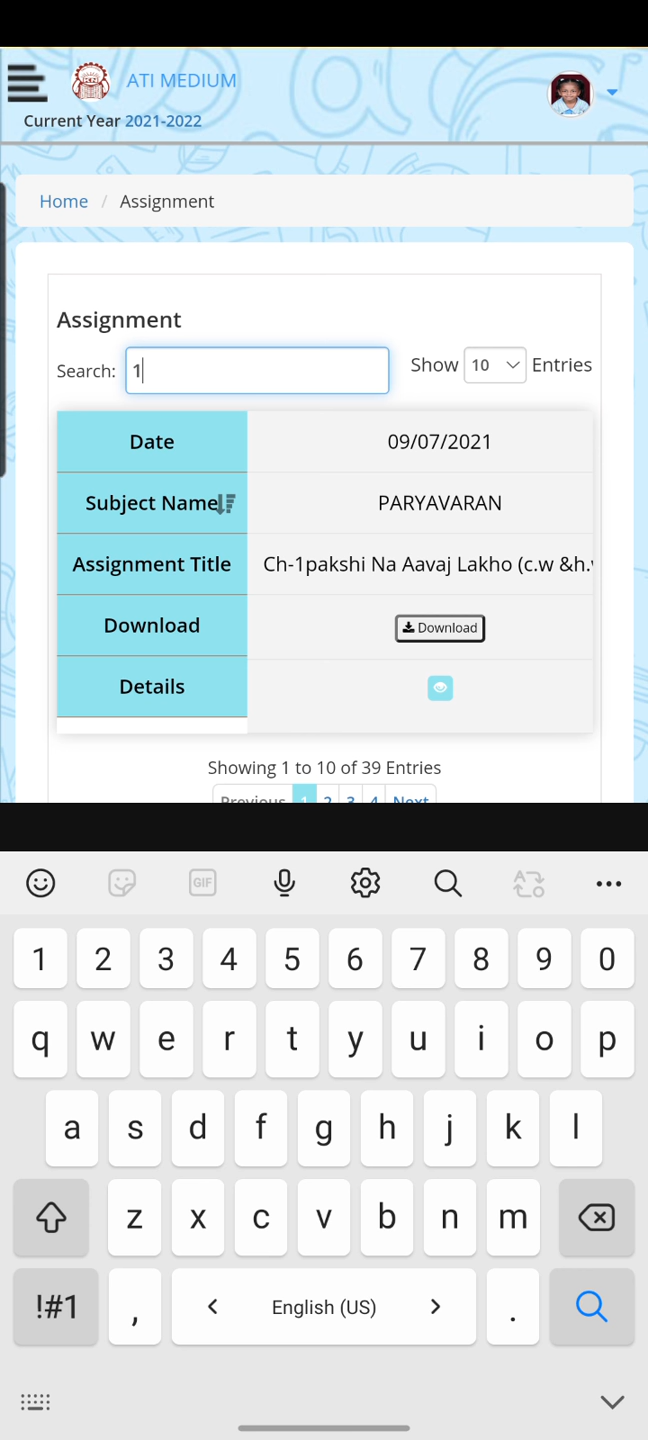 ATI MEDIUM
Current Year 2021-2022
Home / Assignment
Assignment
Search: 1 Show 10 Entries
Date 09/07/2021
Subject Name PARYAVARAN
Assignment Title Ch-1pakshi Na Aavaj Lakho (c.w &h.
Download Download
Details
Showing 1 to 10 of 39 Entries
Previous 1 2 3 4 Next
GIF
1 2 3 4 5 6 7 8 9 0
q w e r t y u i o p
a s d f g h j k l
z x c v b n m
!#1 , < English (US) > .